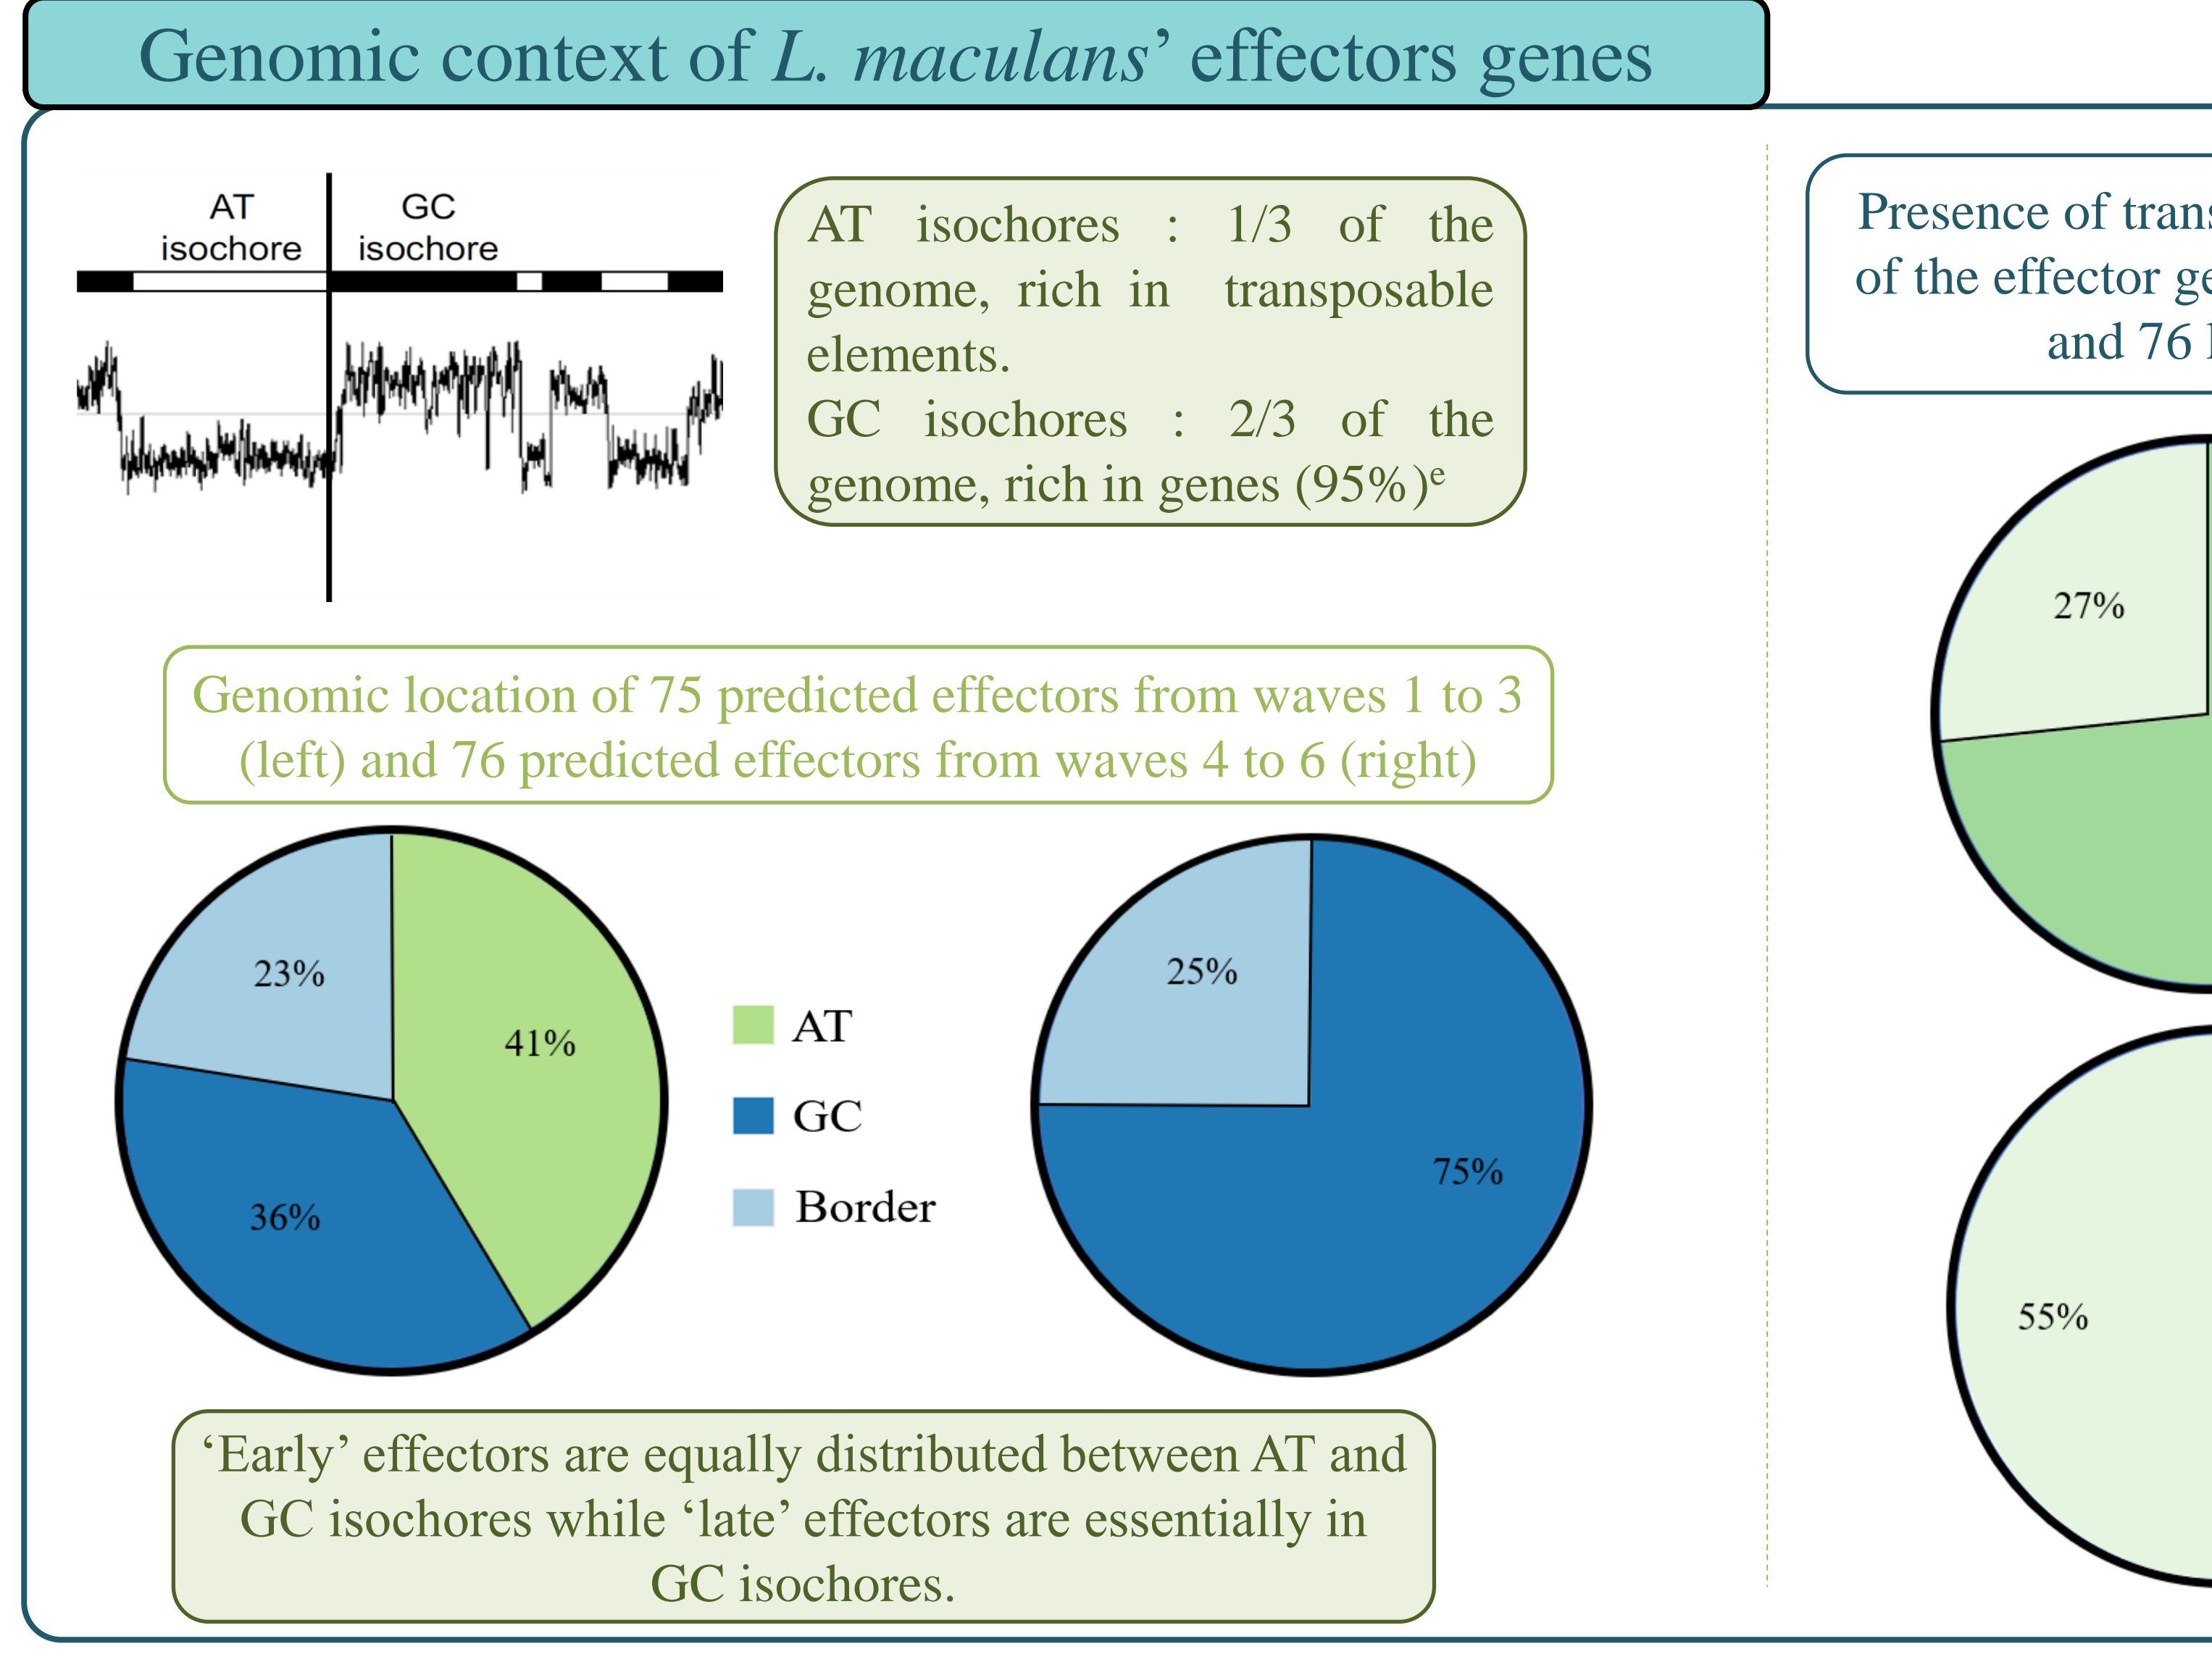 Genomic context of L. maculans’ effectors genes
AT
isochore
GC
isochore
AT isochores : 1/3 of the
genome, rich in transposable
elements.
GC isochores : 2/3 of the
genome, rich in genes (95%)ᵉ
Genomic location of 75 predicted effectors from waves 1 to 3
(left) and 76 predicted effectors from waves 4 to 6 (right)
23%
41%
36%
AT
GC
Border
25%
75%
‘Early’ effectors are equally distributed between AT and
GC isochores while ‘late’ effectors are essentially in
GC isochores.
Presence of
of the effector
and 76
27%
55%